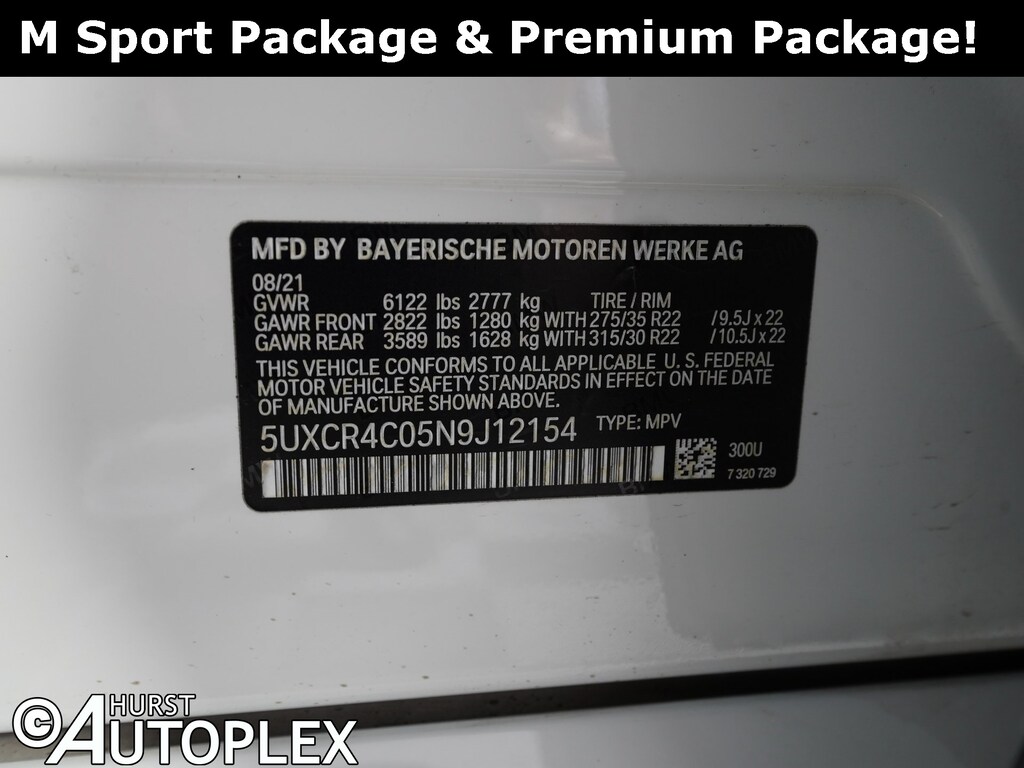 M Sport Package & Premium Package!
MFD BY BAYERISCHE MOTOREN WERKE AG
08/21
GVWR 6122 lbs 2777 kg TIRE / RIM
GAWR FRONT 2822 lbs 1280 kg WITH 275/35 R22 /9.5J x 22
GAWR REAR 3589 lbs 1628 kg WITH 315/30 R22 /10.5J x 22
THIS VEHICLE CONFORMS TO ALL APPLICABLE U. S. FEDERAL
MOTOR VEHICLE SAFETY STANDARDS IN EFFECT ON THE DATE
OF MANUFACTURE SHOWN ABOVE.
5UXCR4C05N9J12154 TYPE: MPV
300U
7 320 729
© HURST
AUTOPLEX